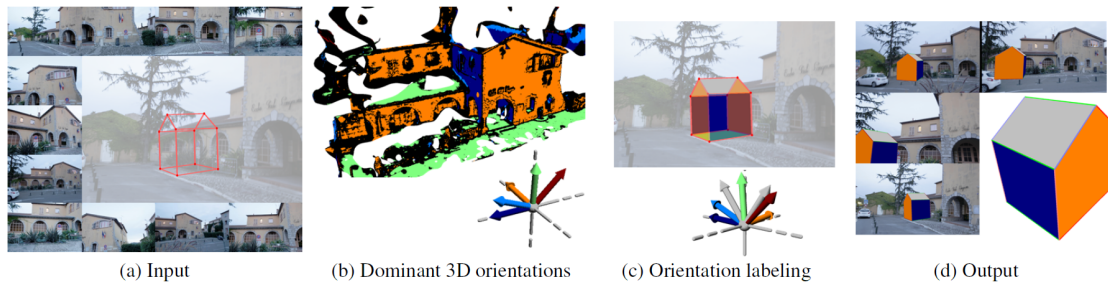 (a) Input
(b) Dominant 3D orientations
(c) Orientation labeling
(d) Output